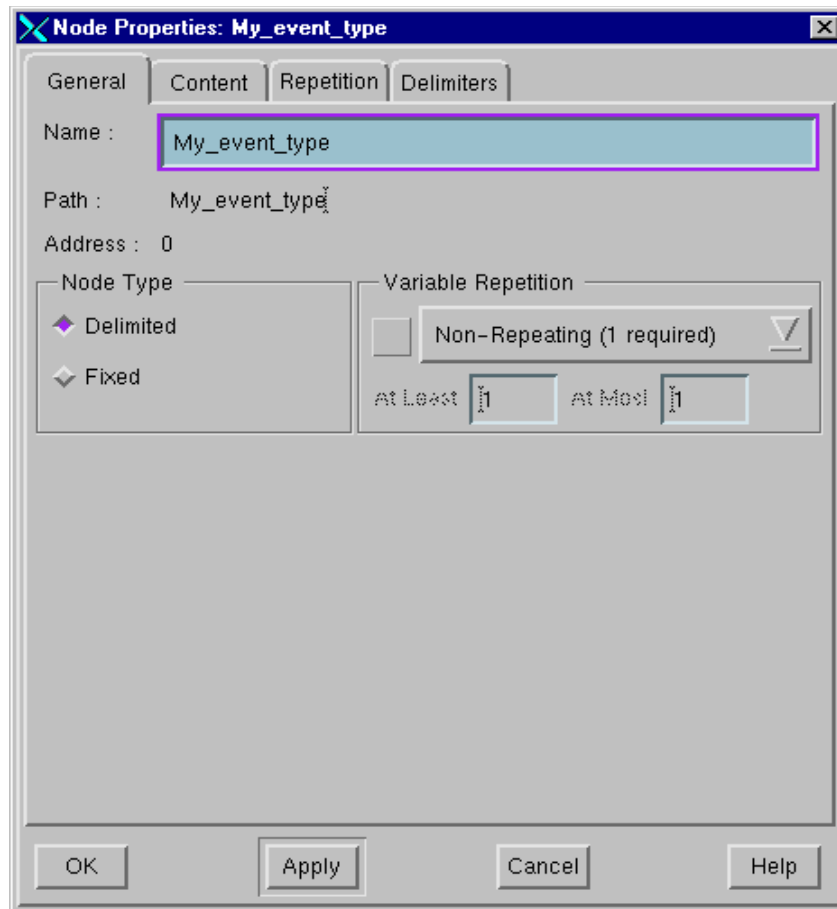 Node Properties: My_event_type
General Content Repetition Delimiters
Name : My_event_type
Path : My_event_type
Address : 0
Node Type
Delimited
Fixed
Variable Repetition
Non-Repeating (1 required)
At Least 1 At Most 1
OK Apply Cancel Help